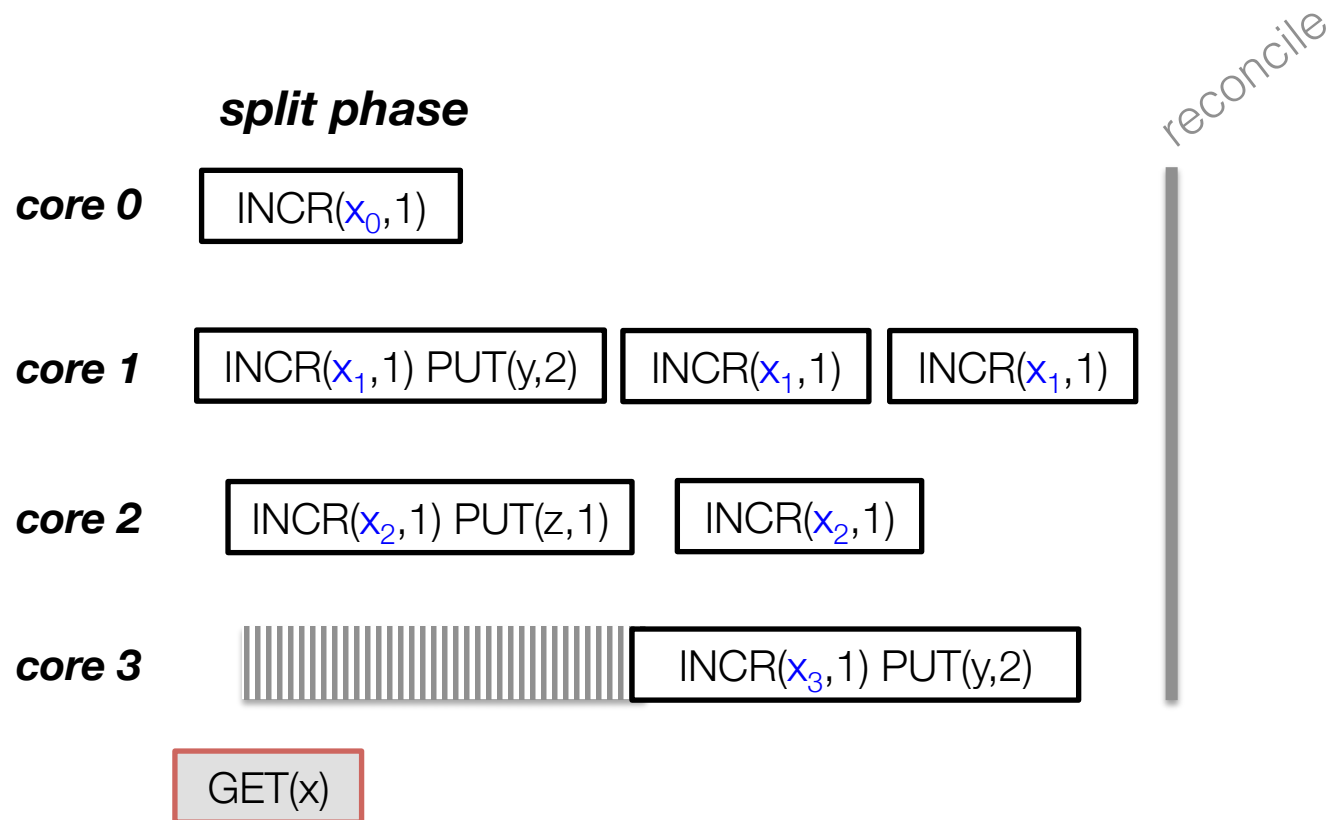 reconcile
split phase
core 0 INCR(x₀,1)
core 1 INCR(x₁,1) PUT(y,2) INCR(x₁,1) INCR(x₁,1)
core 2 INCR(x₂,1) PUT(z,1) INCR(x₂,1)
core 3 INCR(x₃,1) PUT(y,2)
GET(x)